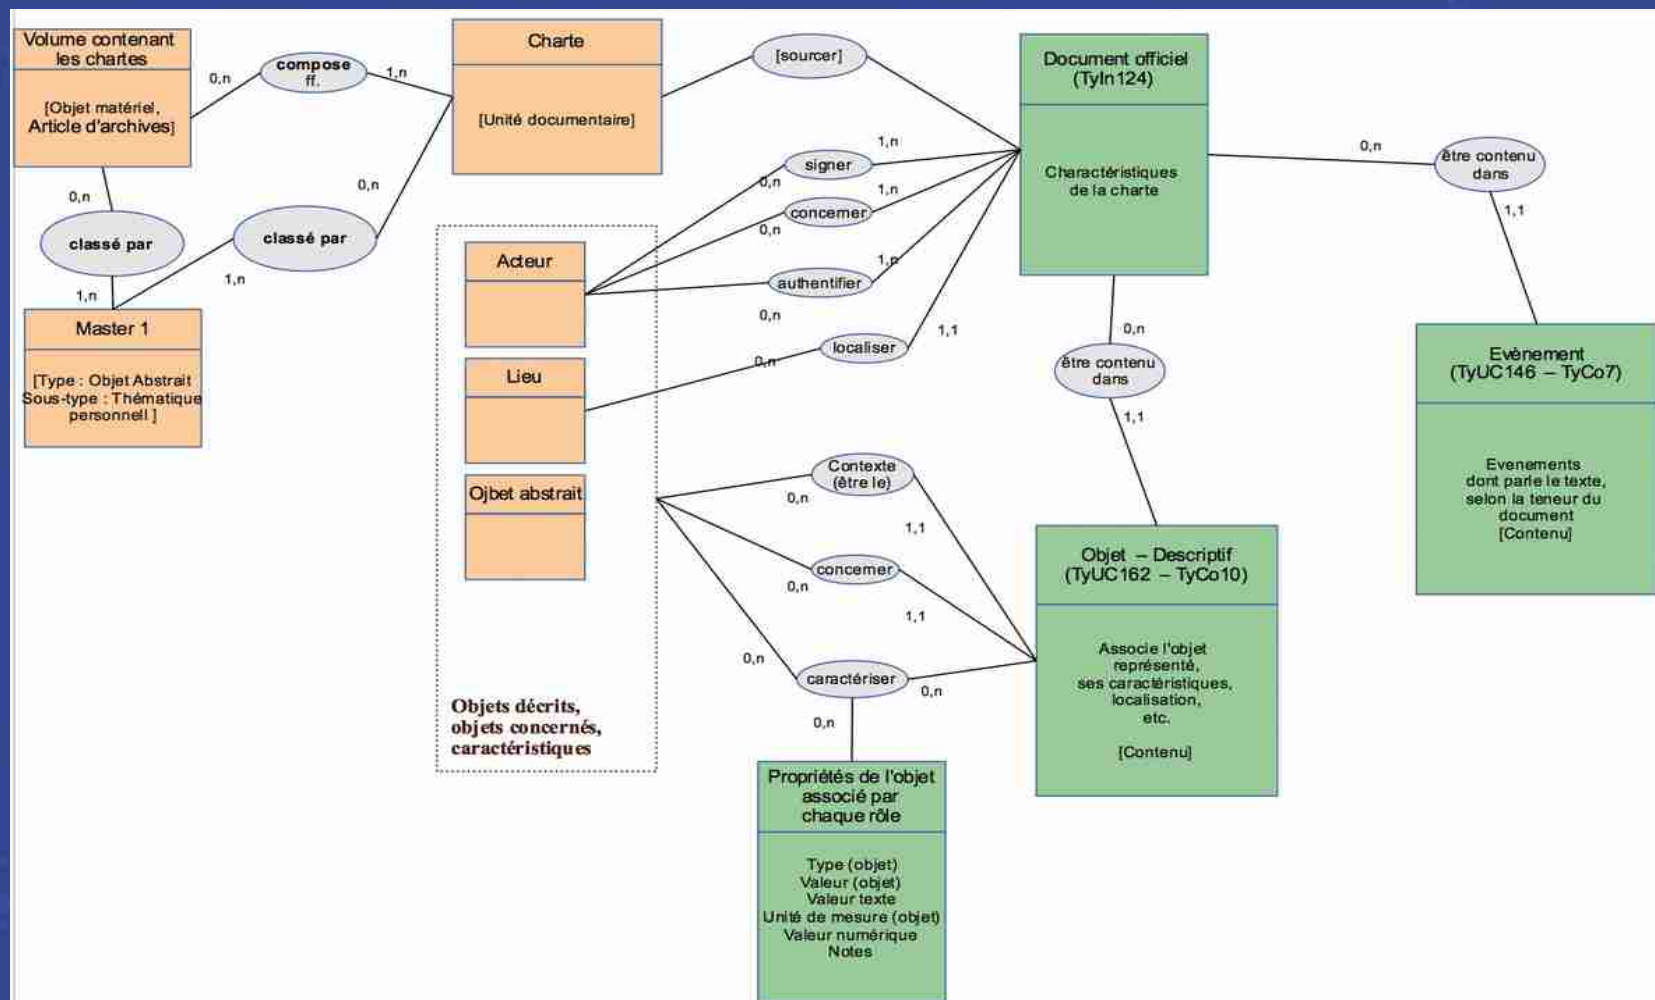 Volume contenant
les chartes
[Objet matériel,
Article d'archives]
0,n
compose
ff.
1,n
Charte
[Unité documentaire]
[sourcer]
Document officiel
(TyIn124)
Charactéristiques
de la charte
0,n
être contenu
dans
1,1
0,n
classé par
1,n
0,n
classé par
1,n
Master 1
[Type : Objet Abstrait
Sous-type : Thématique
personnell ]
signer
0,n
1,n
concerner
0,n
1,n
authentifier
0,n
1,n
localiser
0,n
1,1
Acteur
Lieu
Ojbet abstrait
Objets décrits,
objets concernés,
caractéristiques
0,n
être contenu
dans
1,1
Evènement
(TyUC146 – TyCo7)
Evenements
dont parle le texte,
selon la teneur du
document
[Contenu]
Contexte
(être le)
0,n
1,1
concerner
0,n
1,1
caractériser
0,n
0,n
0,n
Objet – Descriptif
(TyUC162 – TyCo10)
Associe l'objet
représenté,
ses caractéristiques,
localisation,
etc.
[Contenu]
Propriétés de l'objet
associé par
chaque rôle
Type (objet)
Valeur (objet)
Valeur texte
Unité de mesure (objet)
Valeur numérique
Notes